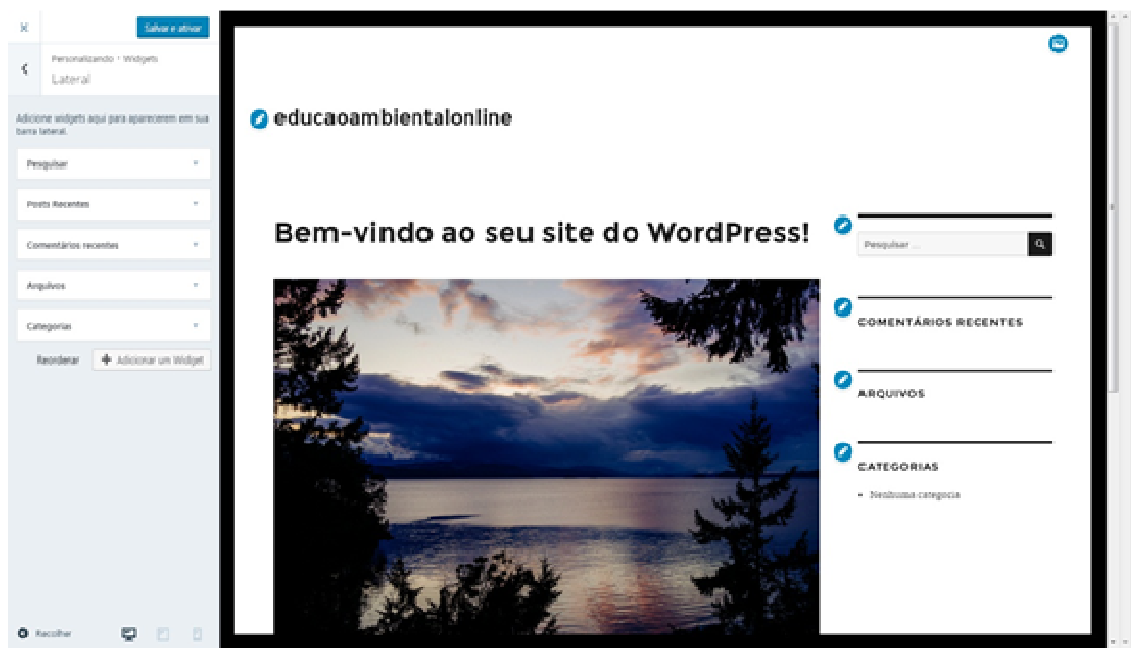 Salvar e ativar
Personalizando › Widgets
Lateral
Adicione widgets aqui para aparecerem em sua
barra lateral.
Pesquisar
Posts Recentes
Comentários recentes
Arquivos
Categorias
Reordenar
Adicionar um Widget
Recolher
educaoambientalonline
Bem-vindo ao seu site do WordPress!
Pesquisar ...
COMENTÁRIOS RECENTES
ARQUIVOS
CATEGORIAS
Nenhuma categoria